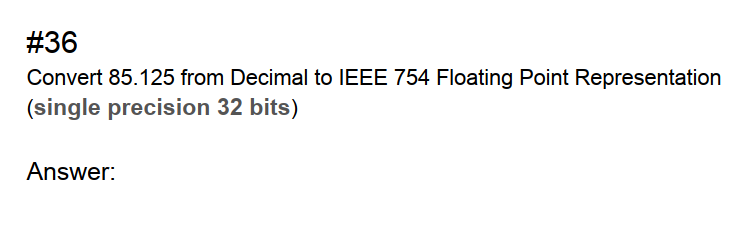 #36
Convert 85.125 from Decimal to IEEE 754 Floating Point Representation
(single precision 32 bits)
Answer: